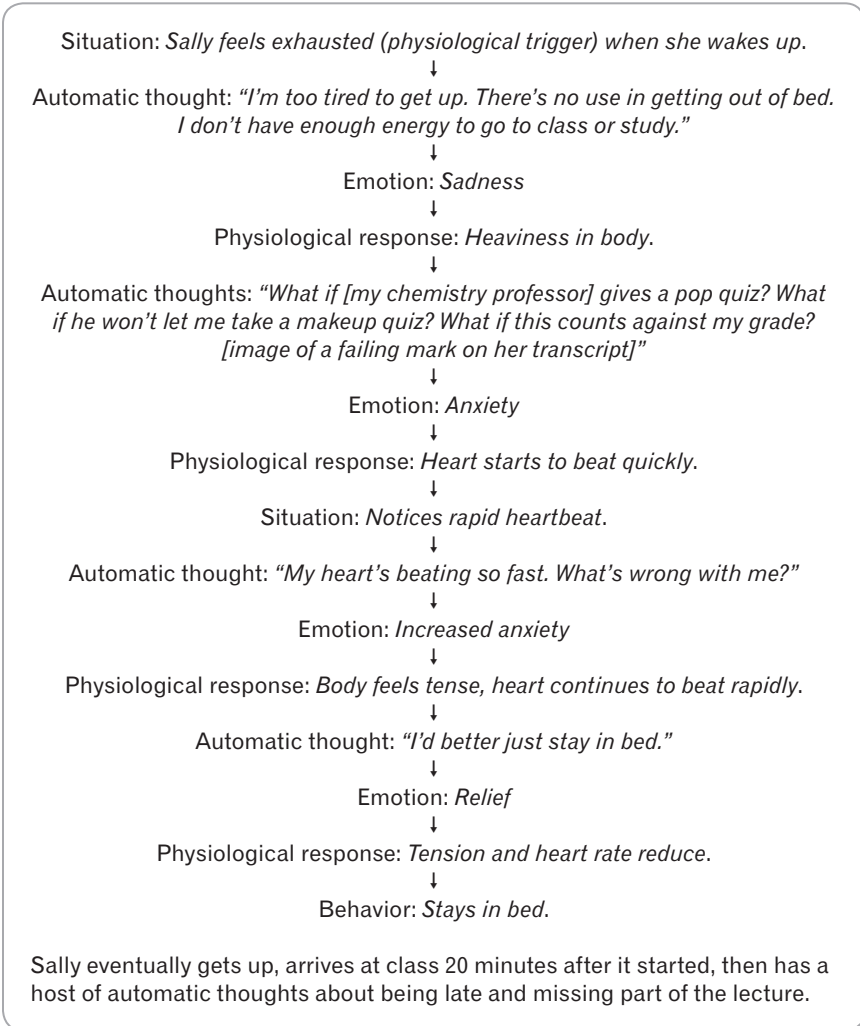 Situation: Sally feels exhausted (physiological trigger) when she wakes up.
↓
Automatic thought: “I’m too tired to get up. There’s no use in getting out of bed.
I don’t have enough energy to go to class or study.”
↓
Emotion: Sadness
↓
Physiological response: Heaviness in body.
↓
Automatic thoughts: “What if [my chemistry professor] gives a pop quiz? What
if he won’t let me take a makeup quiz? What if this counts against my grade?
[image of a failing mark on her transcript]”
↓
Emotion: Anxiety
↓
Physiological response: Heart starts to beat quickly.
↓
Situation: Notices rapid heartbeat.
↓
Automatic thought: “My heart’s beating so fast. What’s wrong with me?”
↓
Emotion: Increased anxiety
↓
Physiological response: Body feels tense, heart continues to beat rapidly.
↓
Automatic thought: “I’d better just stay in bed.”
↓
Emotion: Relief
↓
Physiological response: Tension and heart rate reduce.
↓
Behavior: Stays in bed.
Sally eventually gets up, arrives at class 20 minutes after it started, then has a
host of automatic thoughts about being late and missing part of the lecture.